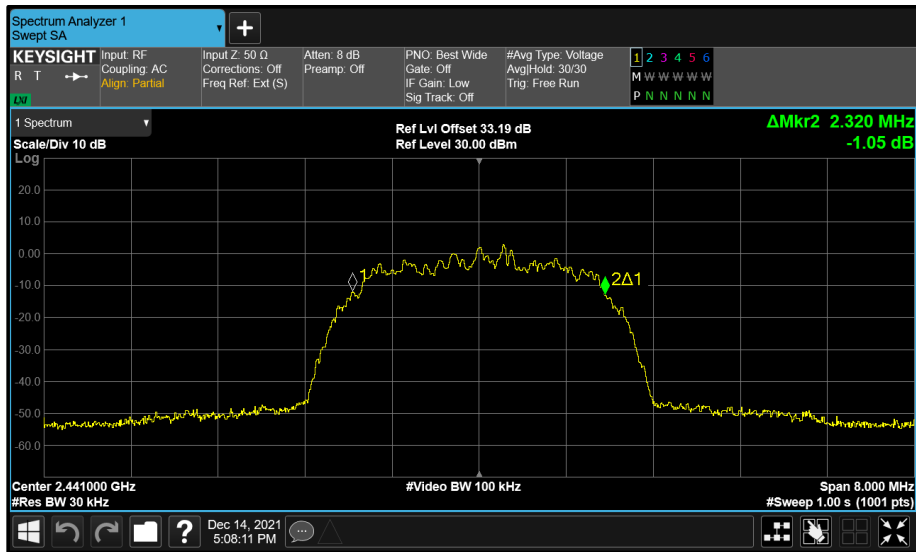 Spectrum Analyzer 1
Swept SA
+
KEYSIGHT
R T
LXI
Input: RF
Coupling: AC
Align: Partial
Input Z: 50 Ω
Corrections: Off
Freq Ref: Ext (S)
Atten: 8 dB
Preamp: Off
PNO: Best Wide
Gate: Off
IF Gain: Low
Sig Track: Off
#Avg Type: Voltage
Avg|Hold: 30/30
Trig: Free Run
1 2 3 4 5 6
M W W W W W
P N N N N N
1 Spectrum
Scale/Div 10 dB
Log
Ref Lvl Offset 33.19 dB
Ref Level 30.00 dBm
ΔMkr2 2.320 MHz
-1.05 dB
20.0
10.0
0.00
-10.0
-20.0
-30.0
-40.0
-50.0
-60.0
1
2Δ1
Center 2.441000 GHz
#Video BW 100 kHz
Span 8.000 MHz
#Res BW 30 kHz
#Sweep 1.00 s (1001 pts)
?
Dec 14, 2021
5:08:11 PM